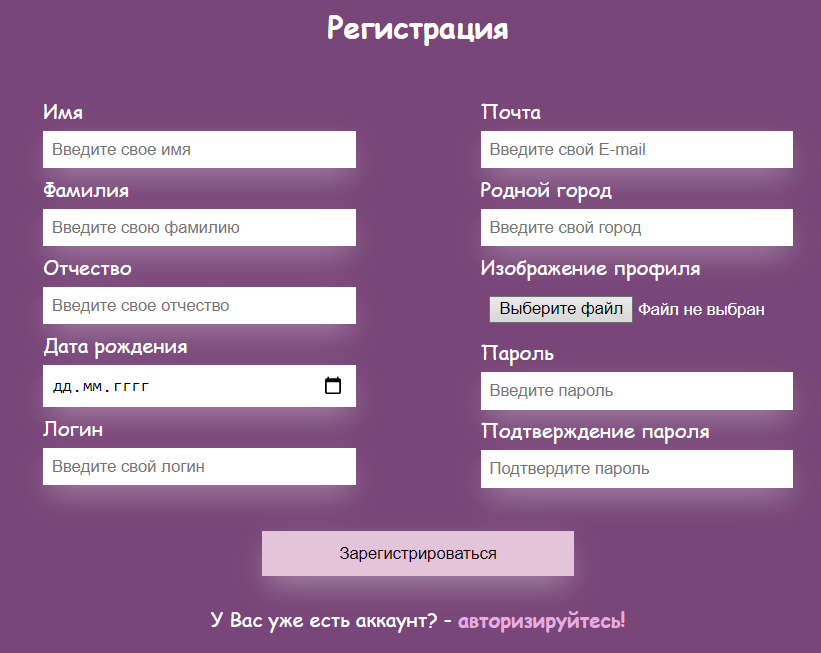 Регистрация
Имя
Введите свое имя
Фамилия
Введите свою фамилию
Отчество
Введите свое отчество
Дата рождения
дд.мм.гггг
Логин
Введите свой логин
Почта
Введите свой E-mail
Родной город
Введите свой город
Изображение профиля
Выберите файл Файл не выбран
Пароль
Введите пароль
Подтверждение пароля
Подтвердите пароль
Зарегистрироваться
У Вас уже есть аккаунт? - авторизируйтесь!